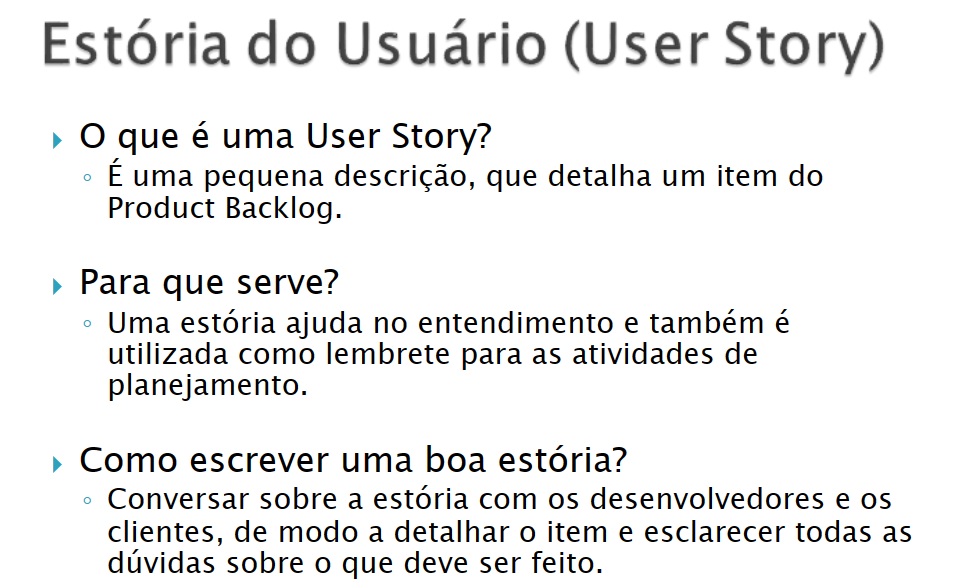 Estória do Usuário (User Story)
O que é uma User Story?
É uma pequena descrição, que detalha um item do
Product Backlog.
Para que serve?
Uma estória ajuda no entendimento e também é
utilizada como lembrete para as atividades de
planejamento.
Como escrever uma boa estória?
Conversar sobre a estória com os desenvolvedores e os
clientes, de modo a detalhar o item e esclarecer todas as
dúvidas sobre o que deve ser feito.